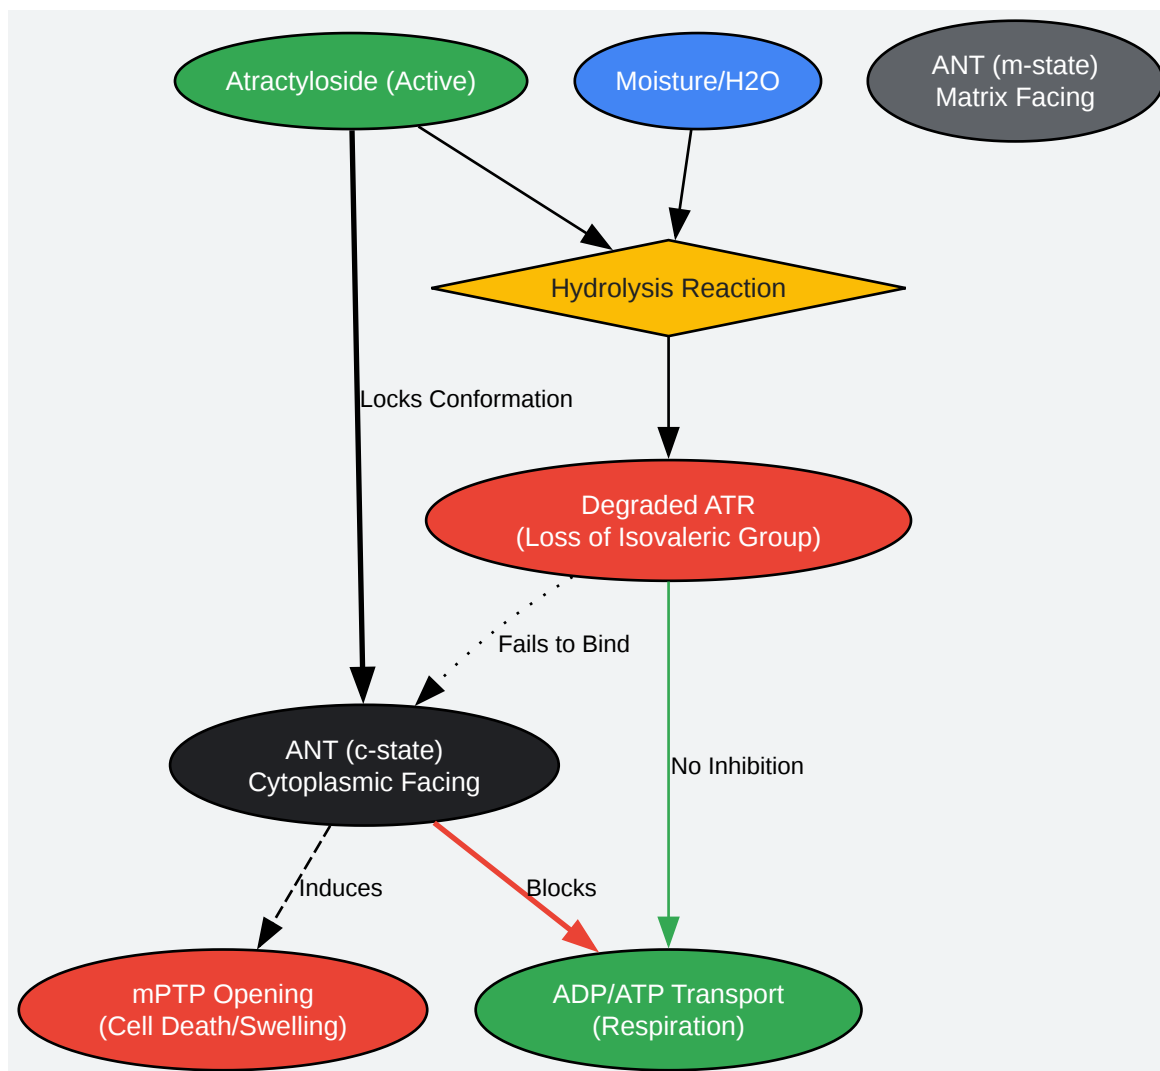 Atractyloside (Active)
Moisture/H2O
ANT (m-state)
Matrix Facing
Hydrolysis Reaction
Locks Conformation
Degraded ATR
(Loss of Isovaleric Group)
Fails to Bind
ANT (c-state)
Cytoplasmic Facing
No Inhibition
Induces
Blocks
mPTP Opening
(Cell Death/Swelling)
ADP/ATP Transport
(Respiration)